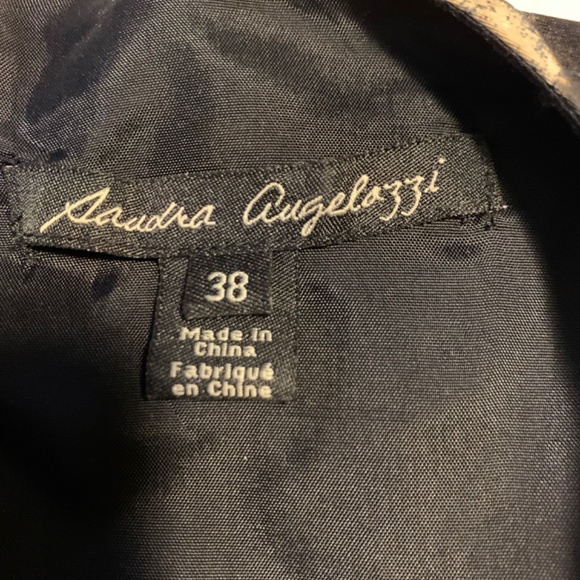 Sandra Angelozzi
38
Made in
China
Fabriqué
en Chine